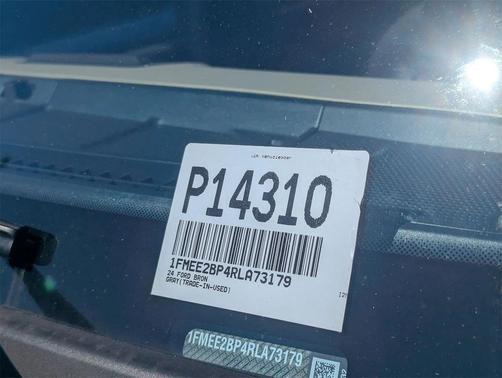 P14310
1FMEE2BP4RLA73179
24 FORD BRON
GRAY(TRADE-IN-USED)
1FMEE2BP4RLA73179